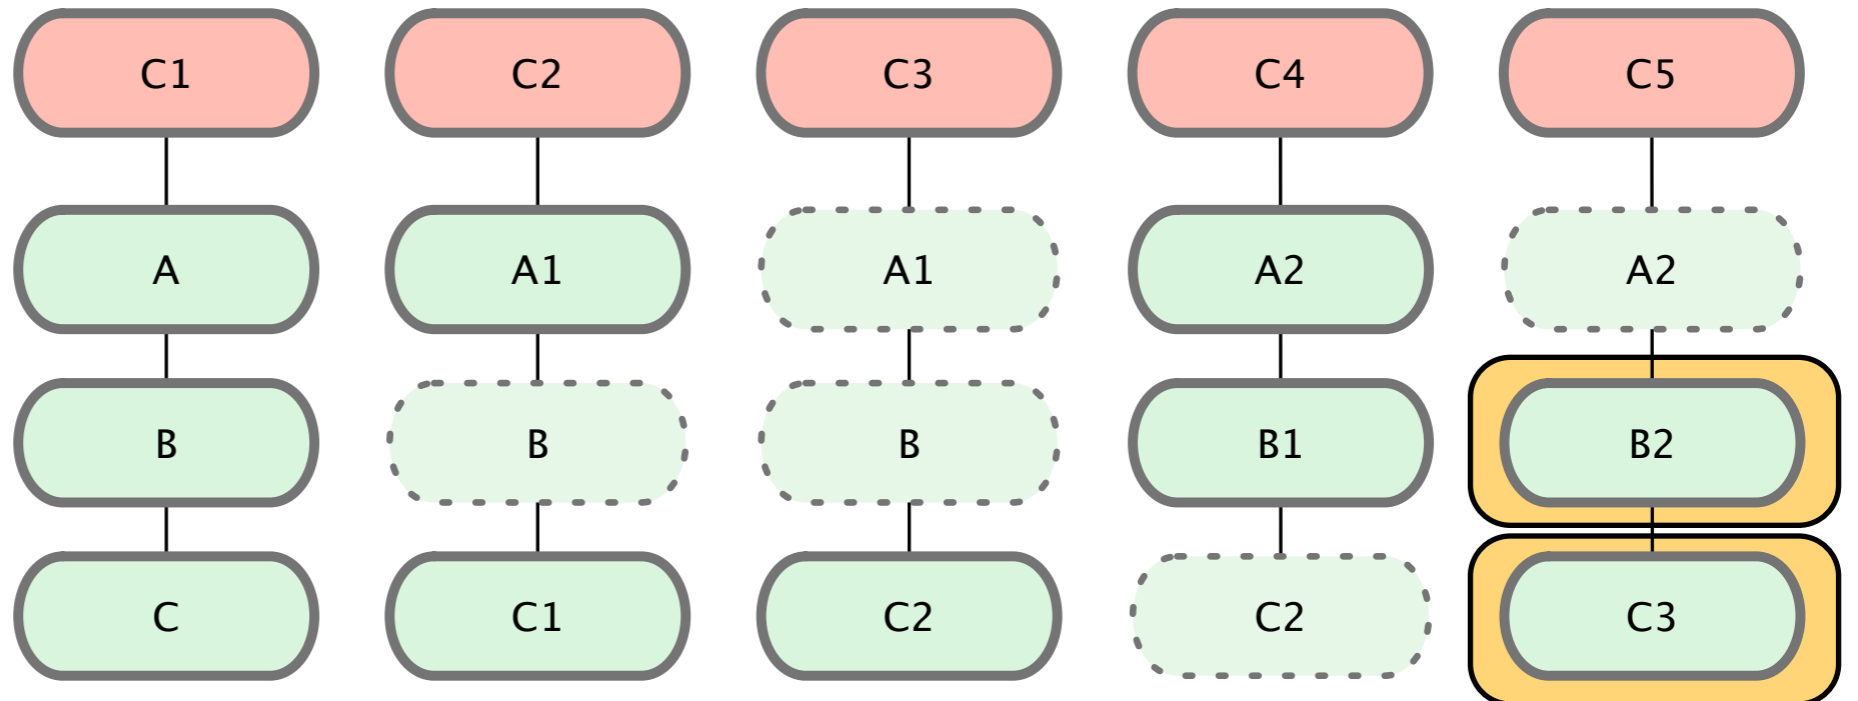 C1 C2 C3 C4 C5
A A1 A1 A2 A2
B B B B1 B2
C C1 C2 C2 C3